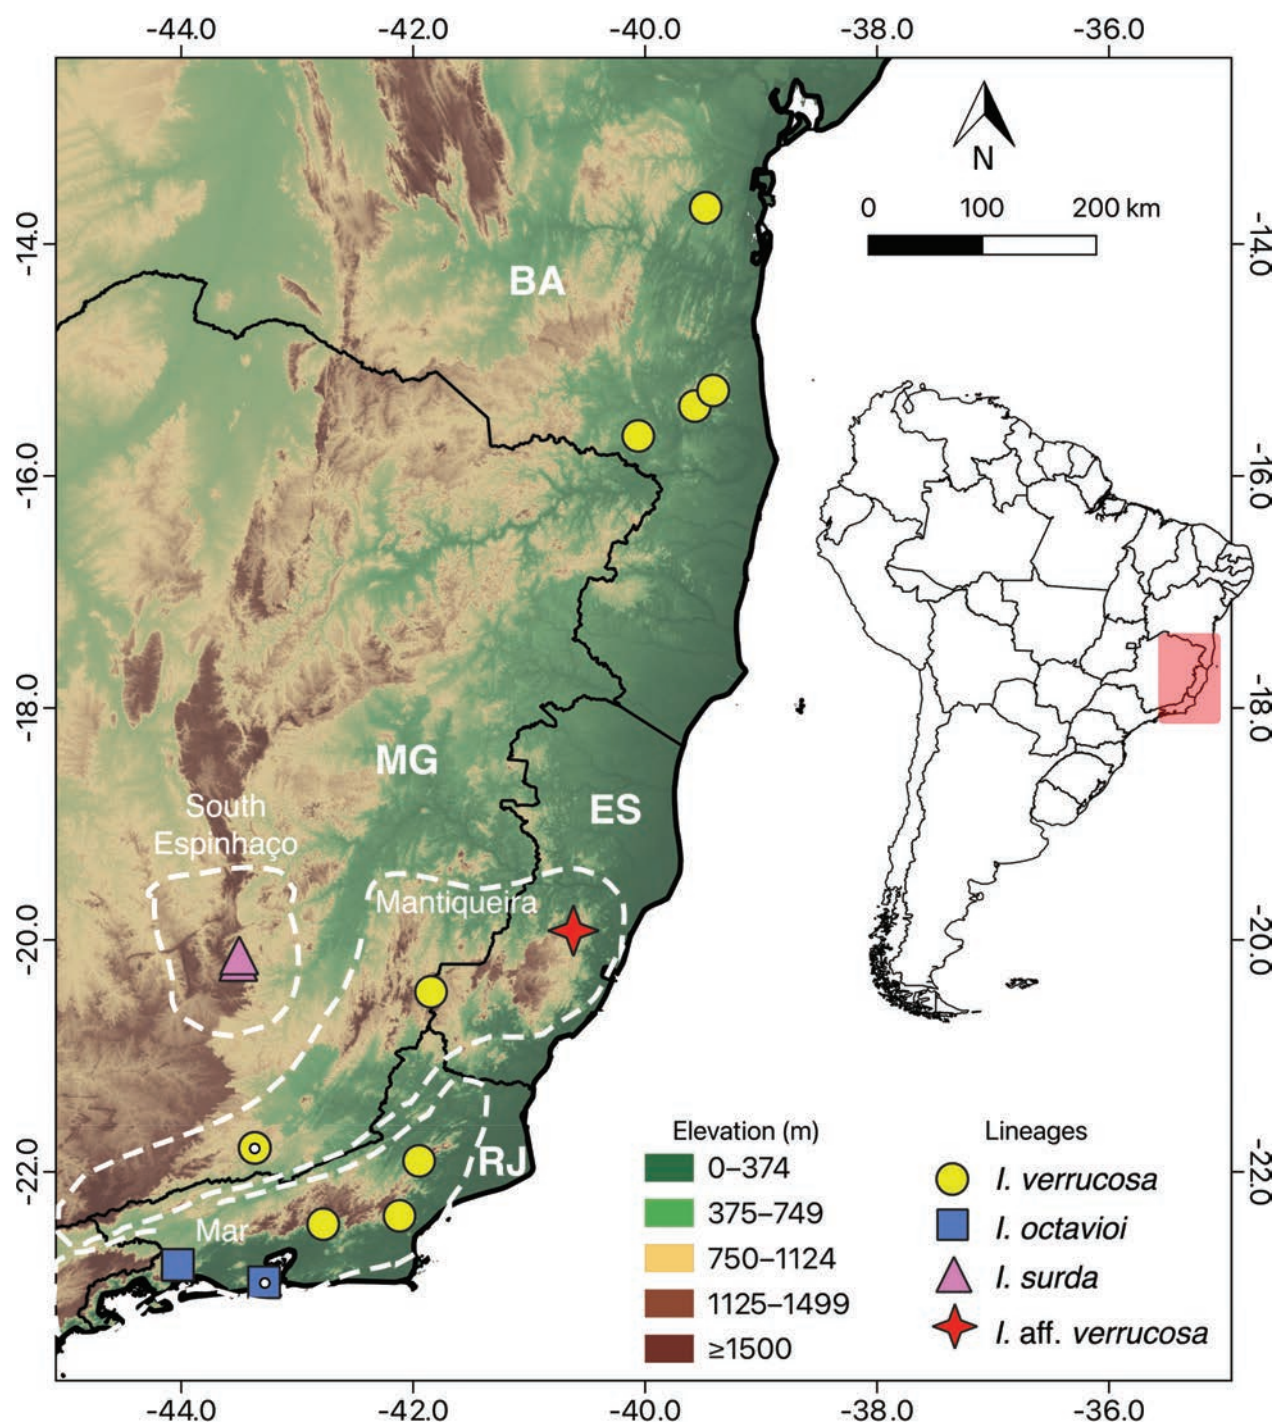 -44.0 -42.0 -40.0 -38.0 -36.0
N
0 100 200 km
-14.0 -14.0
BA
-16.0 -16.0
-18.0 -18.0
MG
ES
South
Espinhaço
Mantiqueira
-20.0 -20.0
Elevation (m)
0–374
375–749
750–1124
1125–1499
≥1500
Lineages
I. verrucosa
I. octavioi
I. surda
I. aff. verrucosa
RJ
-22.0 -22.0
Mar
-44.0 -42.0 -40.0 -38.0 -36.0